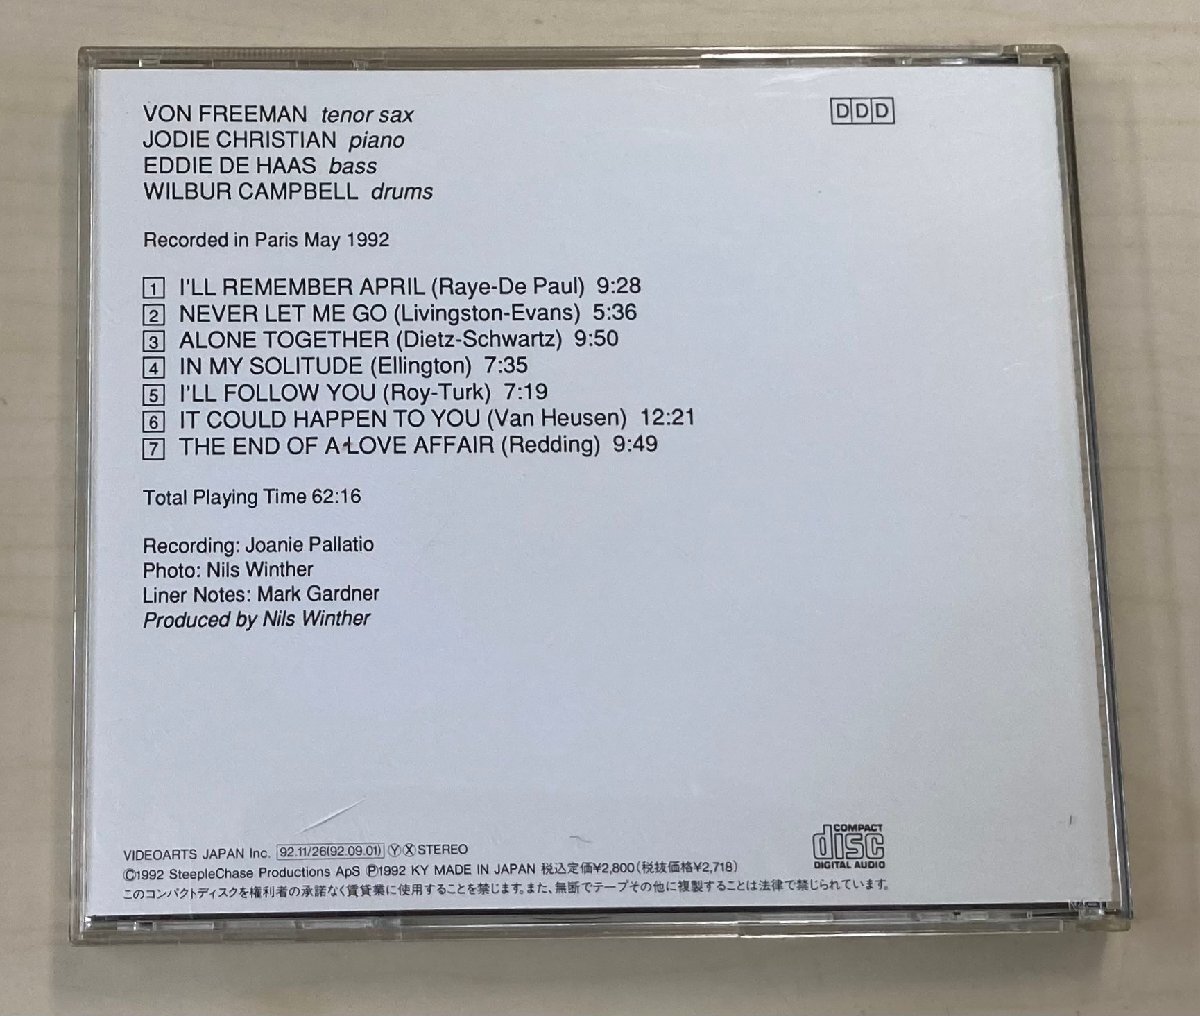 VON FREEMAN tenor sax
DDD
JODIE CHRISTIAN piano
EDDIE DE HAAS bass
WILBUR CAMPBELL drums
Recorded in Paris May 1992
1 I'LL REMEMBER APRIL (Raye-De Paul) 9:28
2 NEVER LET ME GO (Livingston-Evans) 5:36
3 ALONE TOGETHER (Dietz-Schwartz) 9:50
4 IN MY SOLITUDE (Ellington) 7:35
5 I'LL FOLLOW YOU (Roy-Turk) 7:19
6 IT COULD HAPPEN TO YOU (Van Heusen) 12:21
7 THE END OF A LOVE AFFAIR (Redding) 9:49
Total Playing Time 62:16
Recording: Joanie Pallatio
Photo: Nils Winther
Liner Notes: Mark Gardner
Produced by Nils Winther
VIDEOARTS JAPAN Inc. 92.11/26(92.09.01) Ⓨ Ⓧ STEREO
©1992 SteepleChase Productions ApS ℗1992 KY MADE IN JAPAN 税込定価¥2,800(税抜価格¥2,718)
このコンパクトディスクを権利者の承諾なく賃貸業に使用することを禁じます。また、無断でテープその他に複製することは法律で禁じられています。
COMPACT
disc
DIGITAL AUDIO